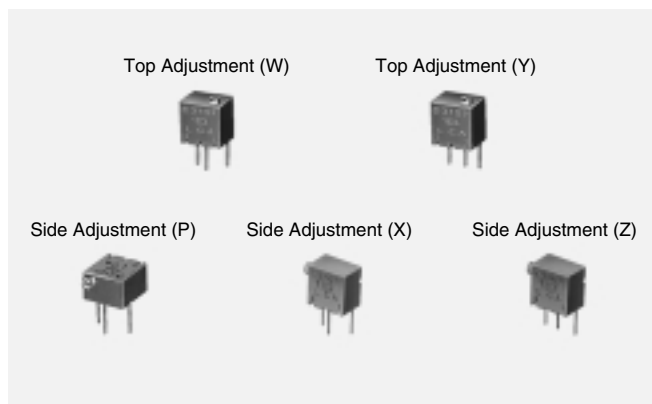 Top Adjustment (W)
Top Adjustment (Y)
Side Adjustment (P)
Side Adjustment (X)
Side Adjustment (Z)